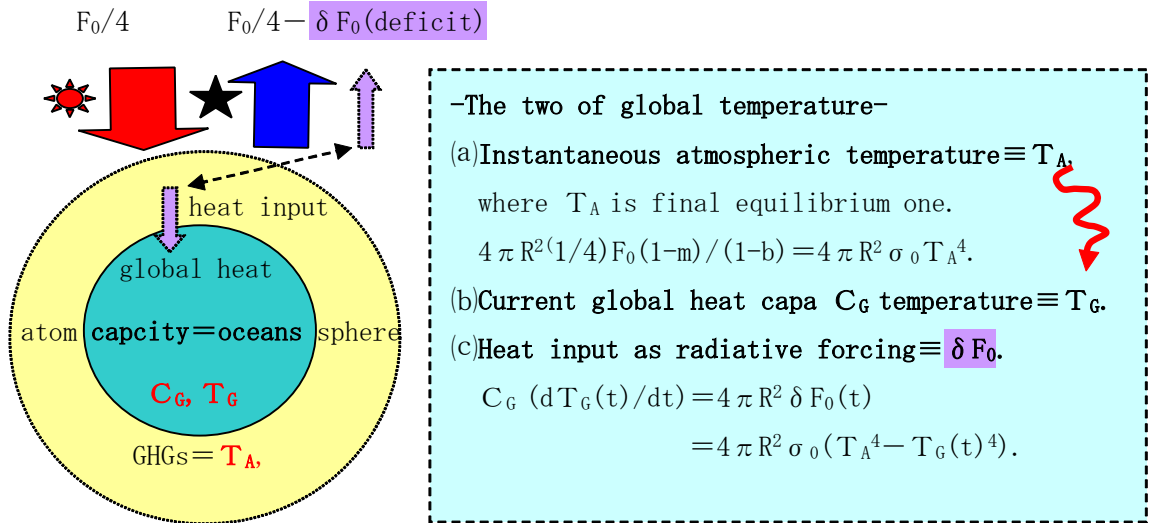 F₀/4
F₀/4−δF₀(deficit)
heat input
global heat
atom capcity＝oceans sphere
C_G, T_G
GHGs＝T_A,
−The two of global temperature−
(a)Instantaneous atmospheric temperature≡T_A,
where T_A is final equilibrium one.
4πR²⁽1/4)F₀(1-m)/(1-b)＝4πR²σ₀T_A⁴.
(b)Current global heat capa C_G temperature≡T_G.
(c)Heat input as radiative forcing≡δF₀.
C_G (dT_G(t)/dt)＝4πR²δF₀(t)
＝4πR²σ₀(T_A⁴−T_G(t)⁴).